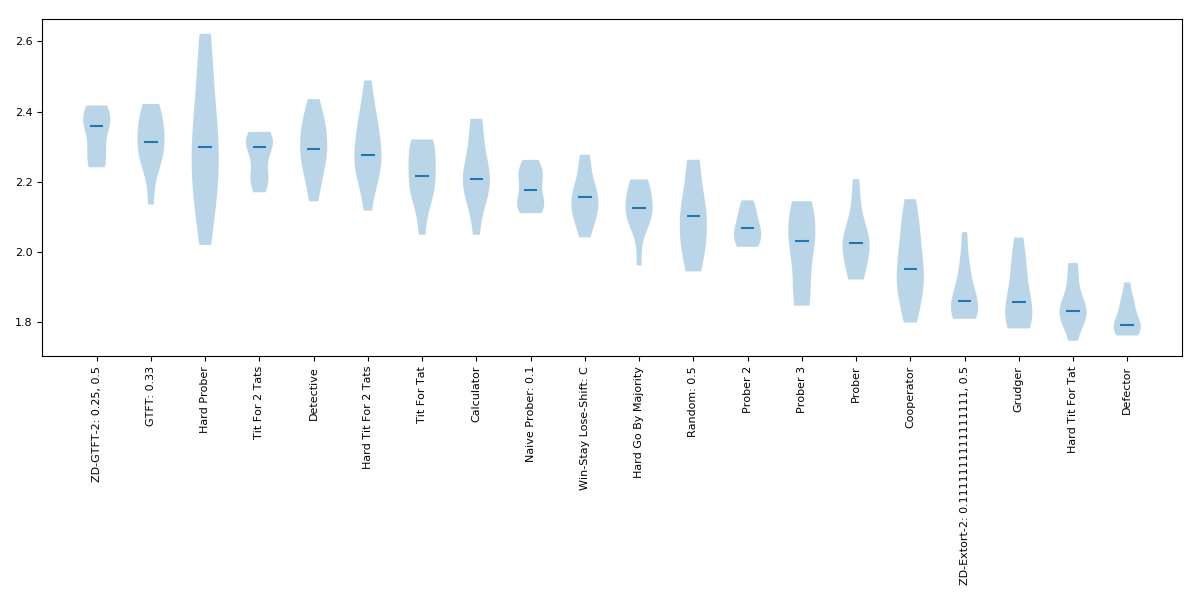 2.6
2.4
2.2
2.0
1.8
ZD-GTFT-2: 0.25, 0.5
GTFT: 0.33
Hard Prober
Tit For 2 Tats
Detective
Hard Tit For 2 Tats
Tit For Tat
Calculator
Naive Prober: 0.1
Win-Stay Lose-Shift: C
Hard Go By Majority
Random: 0.5
Prober 2
Prober 3
Prober
Cooperator
ZD-Extort-2: 0.1111111111111111, 0.5
Grudger
Hard Tit For Tat
Defector